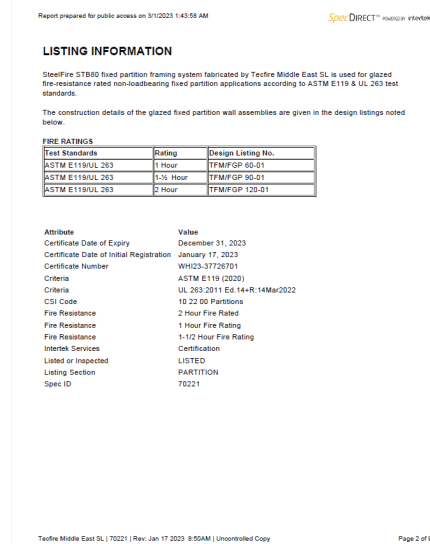 Report prepared for public access on 3/1/2023 1:43:58 AM
SpecDIRECT™ POWERED BY intertek
LISTING INFORMATION
SteelFire STB80 fixed partition framing system fabricated by Tecfire Middle East SL is used for glazed
fire-resistance rated non-loadbearing fixed partition applications according to ASTM E119 & UL 263 test
standards.
The construction details of the glazed fixed partition wall assemblies are given in the design listings noted
below.
FIRE RATINGS
Test Standards Rating Design Listing No.
ASTM E119/UL 263 1 Hour TFM/FGP 60-01
ASTM E119/UL 263 1-½ Hour TFM/FGP 90-01
ASTM E119/UL 263 2 Hour TFM/FGP 120-01
Attribute Value
Certificate Date of Expiry December 31, 2023
Certificate Date of Initial Registration January 17, 2023
Certificate Number WHI23-37726701
Criteria ASTM E119 (2020)
Criteria UL 263:2011 Ed.14+R:14Mar2022
CSI Code 10 22 00 Partitions
Fire Resistance 2 Hour Fire Rated
Fire Resistance 1 Hour Fire Rating
Fire Resistance 1-1/2 Hour Fire Rating
Intertek Services Certification
Listed or Inspected LISTED
Listing Section PARTITION
Spec ID 70221
Tecfire Middle East SL | 70221 | Rev: Jan 17 2023 8:50AM | Uncontrolled Copy
Page 2 of